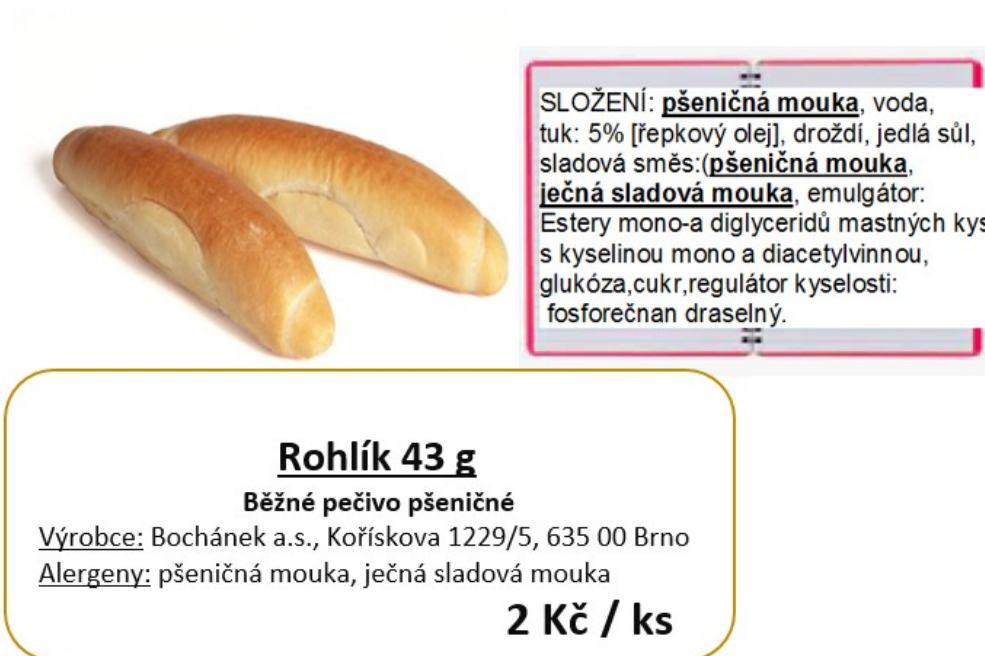 SLOŽENÍ: pšeničná mouka, voda,
tuk: 5% [řepkový olej], droždí, jedlá sůl,
sladová směs:(pšeničná mouka,
ječná sladová mouka, emulgátor:
Estery mono-a diglyceridů mastných kys
s kyselinou mono a diacetylvinnou,
glukóza,cukr,regulátor kyselosti:
fosforečnan draselný.
Rohlík 43 g
Běžné pečivo pšeničné
Výrobce: Bochánek a.s., Kořískova 1229/5, 635 00 Brno
Alergeny: pšeničná mouka, ječná sladová mouka
2 Kč / ks